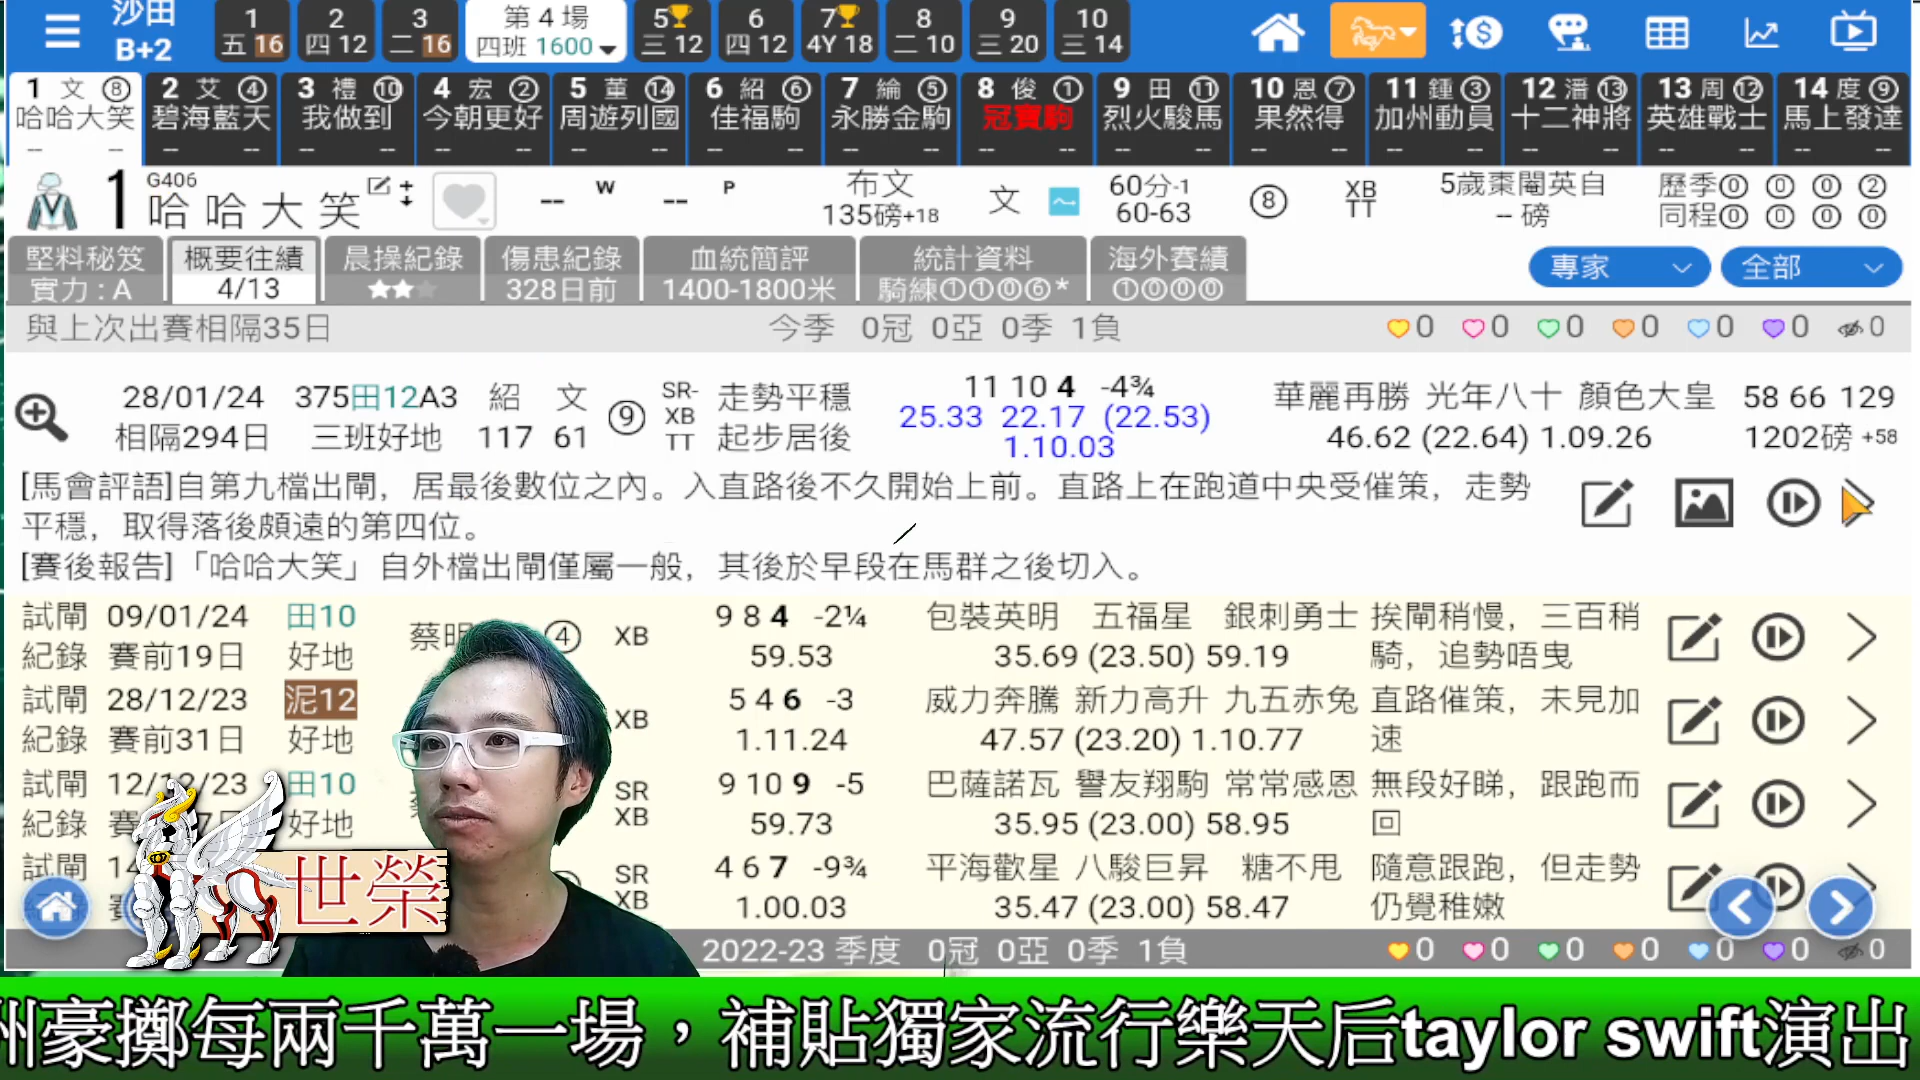 沙田 B+2
1 五 16
2 四 12
3 二 16
第 4 場 四班 1600
5 三 12
6 四 12
7 4Y 18
8 二 10
9 三 20
10 三 14
1 文 8 哈哈大笑 -- --
2 艾 4 碧海藍天 -- --
3 禮 10 我做到 -- --
4 宏 2 今朝更好 -- --
5 董 14 周遊列國 -- --
6 紹 6 佳福駒 -- --
7 綸 5 永勝金駒 -- --
8 俊 1 冠寶駒 -- --
9 田 11 烈火駿馬 -- --
10 恩 7 果然得 -- --
11 鍾 3 加州動員 -- --
12 潘 13 十二神將 -- --
13 周 12 英雄戰士 -- --
14 度 9 馬上發達 -- --
1 G406 哈哈大笑 -- W -- P
布文 135磅+18 文 60分-1 60-63 8 XB TT
5歲棗閹英自 -- 磅
歷季 0 0 0 2
同程 0 0 0 0
堅料秘笈 實力 : A
概要往績 4/13
晨操紀錄
傷患紀錄 328日前
血統簡評 1400-1800米
統計資料 騎練①①⓪⑥*
海外賽績 ①⓪⓪⓪
專家
全部
與上次出賽相隔35日 今季 0冠 0亞 0季 1負 0 0 0 0 0 0 0
28/01/24 375田12A3 紹 文 9 SR- XB TT 走勢平穩 11 10 4 -4¾ 華麗再勝 光年八十 顏色大皇 58 66 129
相隔294日 三班好地 117 61 起步居後 25.33 22.17 (22.53) 46.62 (22.64) 1.09.26 1202磅 +58
1.10.03
[馬會評語]自第九檔出閘，居最後數位之內。入直路後不久開始上前。直路上在跑道中央受催策，走勢
平穩，取得落後頗遠的第四位。
[賽後報告]「哈哈大笑」自外檔出閘僅屬一般，其後於早段在馬群之後切入。
試閘 09/01/24 田10 蔡明 4 XB 9 8 4 -2¼ 包裝英明 五福星 銀刺勇士 挨閘稍慢，三百稍
紀錄 賽前19日 好地 59.53 35.69 (23.50) 59.19 騎，追勢唔曳
試閘 28/12/23 泥12 XB 5 4 6 -3 威力奔騰 新力高升 九五赤兔 直路催策，未見加
紀錄 賽前31日 好地 1.11.24 47.57 (23.20) 1.10.77 速
試閘 12/12/23 田10 SR XB 9 10 9 -5 巴薩諾瓦 譽友翔駒 常常感恩 無段好睇，跟跑而
紀錄 好地 59.73 35.95 (23.00) 58.95 回
試閘 14 SR XB 4 6 7 -9¾ 平海歡星 八駿巨昇 糖不甩 隨意跟跑，但走勢
1.00.03 35.47 (23.00) 58.47 仍覺稚嫩
世榮
2022-23 季度 0冠 0亞 0季 1負 0 0 0 0 0 0 0
州豪擲每兩千萬一場，補貼獨家流行樂天后taylor swift演出